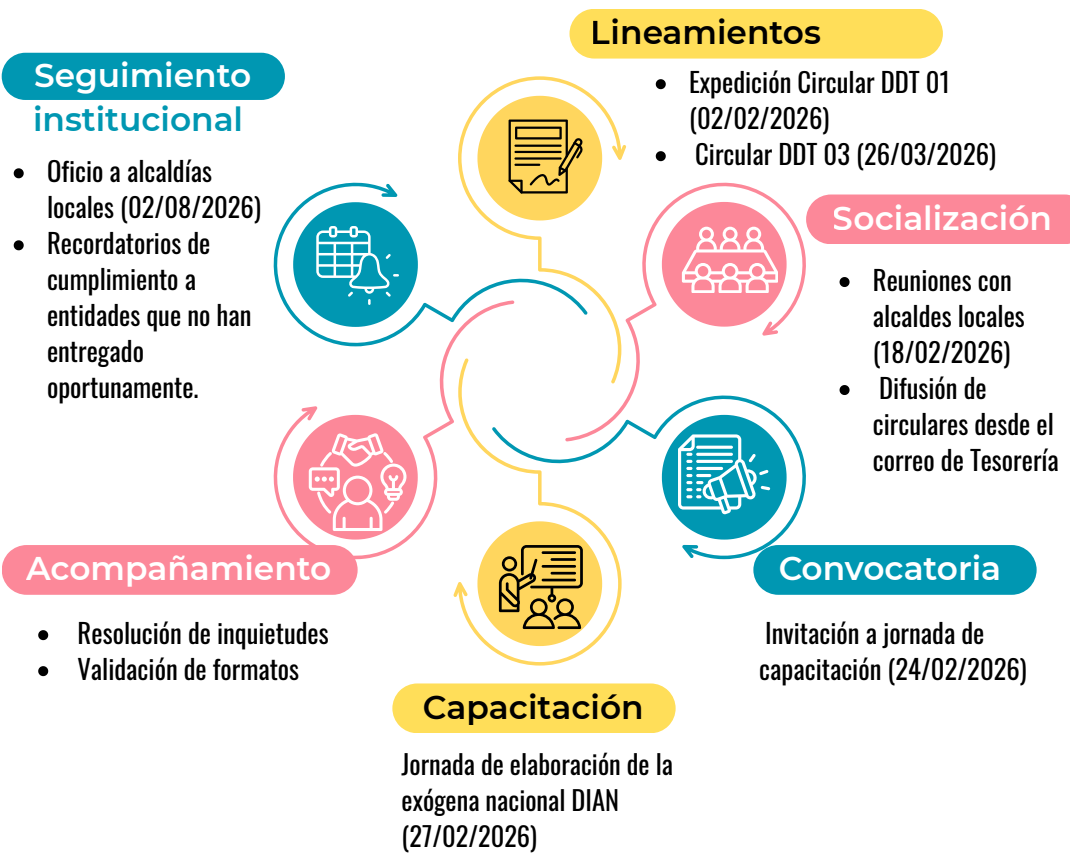 Lineamientos
• Expedición Circular DDT 01
(02/02/2026)
• Circular DDT 03 (26/03/2026)
Socialización
• Reuniones con
alcaldes locales
(18/02/2026)
• Difusión de
circulares desde el
correo de Tesorería
Convocatoria
Invitación a jornada de
capacitación (24/02/2026)
Capacitación
Jornada de elaboración de la
exógena nacional DIAN
(27/02/2026)
Acompañamiento
• Resolución de inquietudes
• Validación de formatos
Seguimiento
institucional
• Oficio a alcaldías
locales (02/08/2026)
• Recordatorios de
cumplimiento a
entidades que no han
entregado
oportunamente.